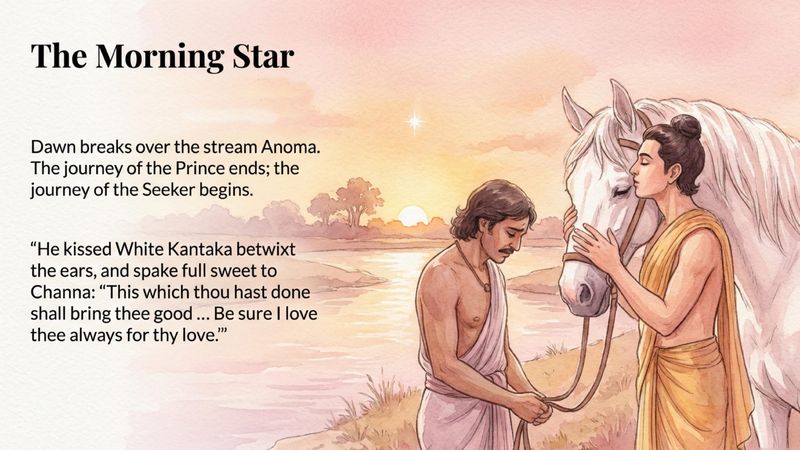 The Morning Star
Dawn breaks over the stream Anoma.
The journey of the Prince ends; the
journey of the Seeker begins.
“He kissed White Kantaka betwixt
the ears, and spake full sweet to
Channa: “This which thou hast done
shall bring thee good ... Be sure I love
thee always for thy love.’”